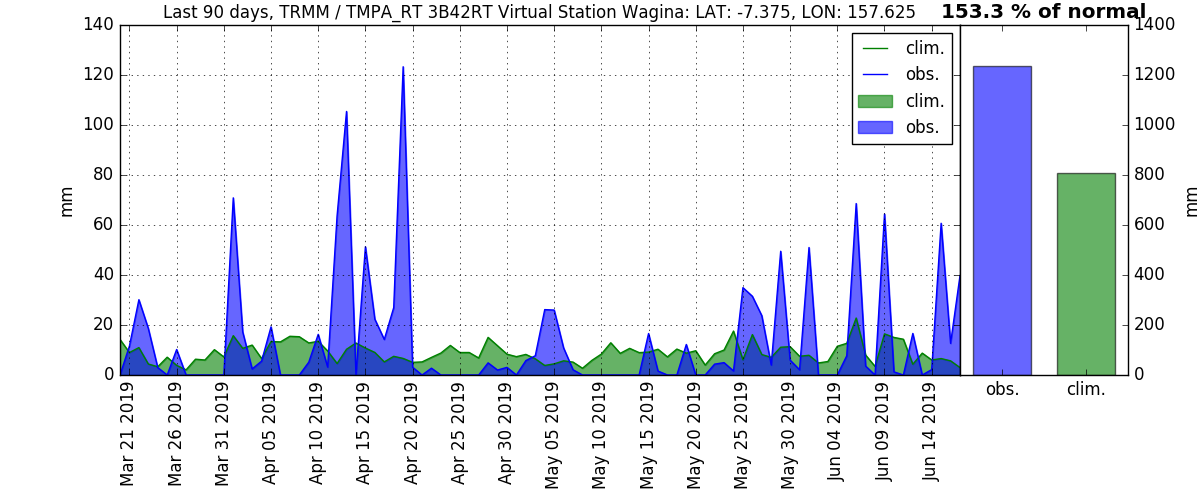 Last 90 days, TRMM / TMPA_RT 3B42RT Virtual Station Wagina: LAT: -7.375, LON: 157.625
153.3 % of normal
140
120
100
80
60
40
20
0
mm
clim.
obs.
clim.
obs.
Mar 21 2019
Mar 26 2019
Mar 31 2019
Apr 05 2019
Apr 10 2019
Apr 15 2019
Apr 20 2019
Apr 25 2019
Apr 30 2019
May 05 2019
May 10 2019
May 15 2019
May 20 2019
May 25 2019
May 30 2019
Jun 04 2019
Jun 09 2019
Jun 14 2019
obs.
clim.
1400
1200
1000
800
600
400
200
0
mm